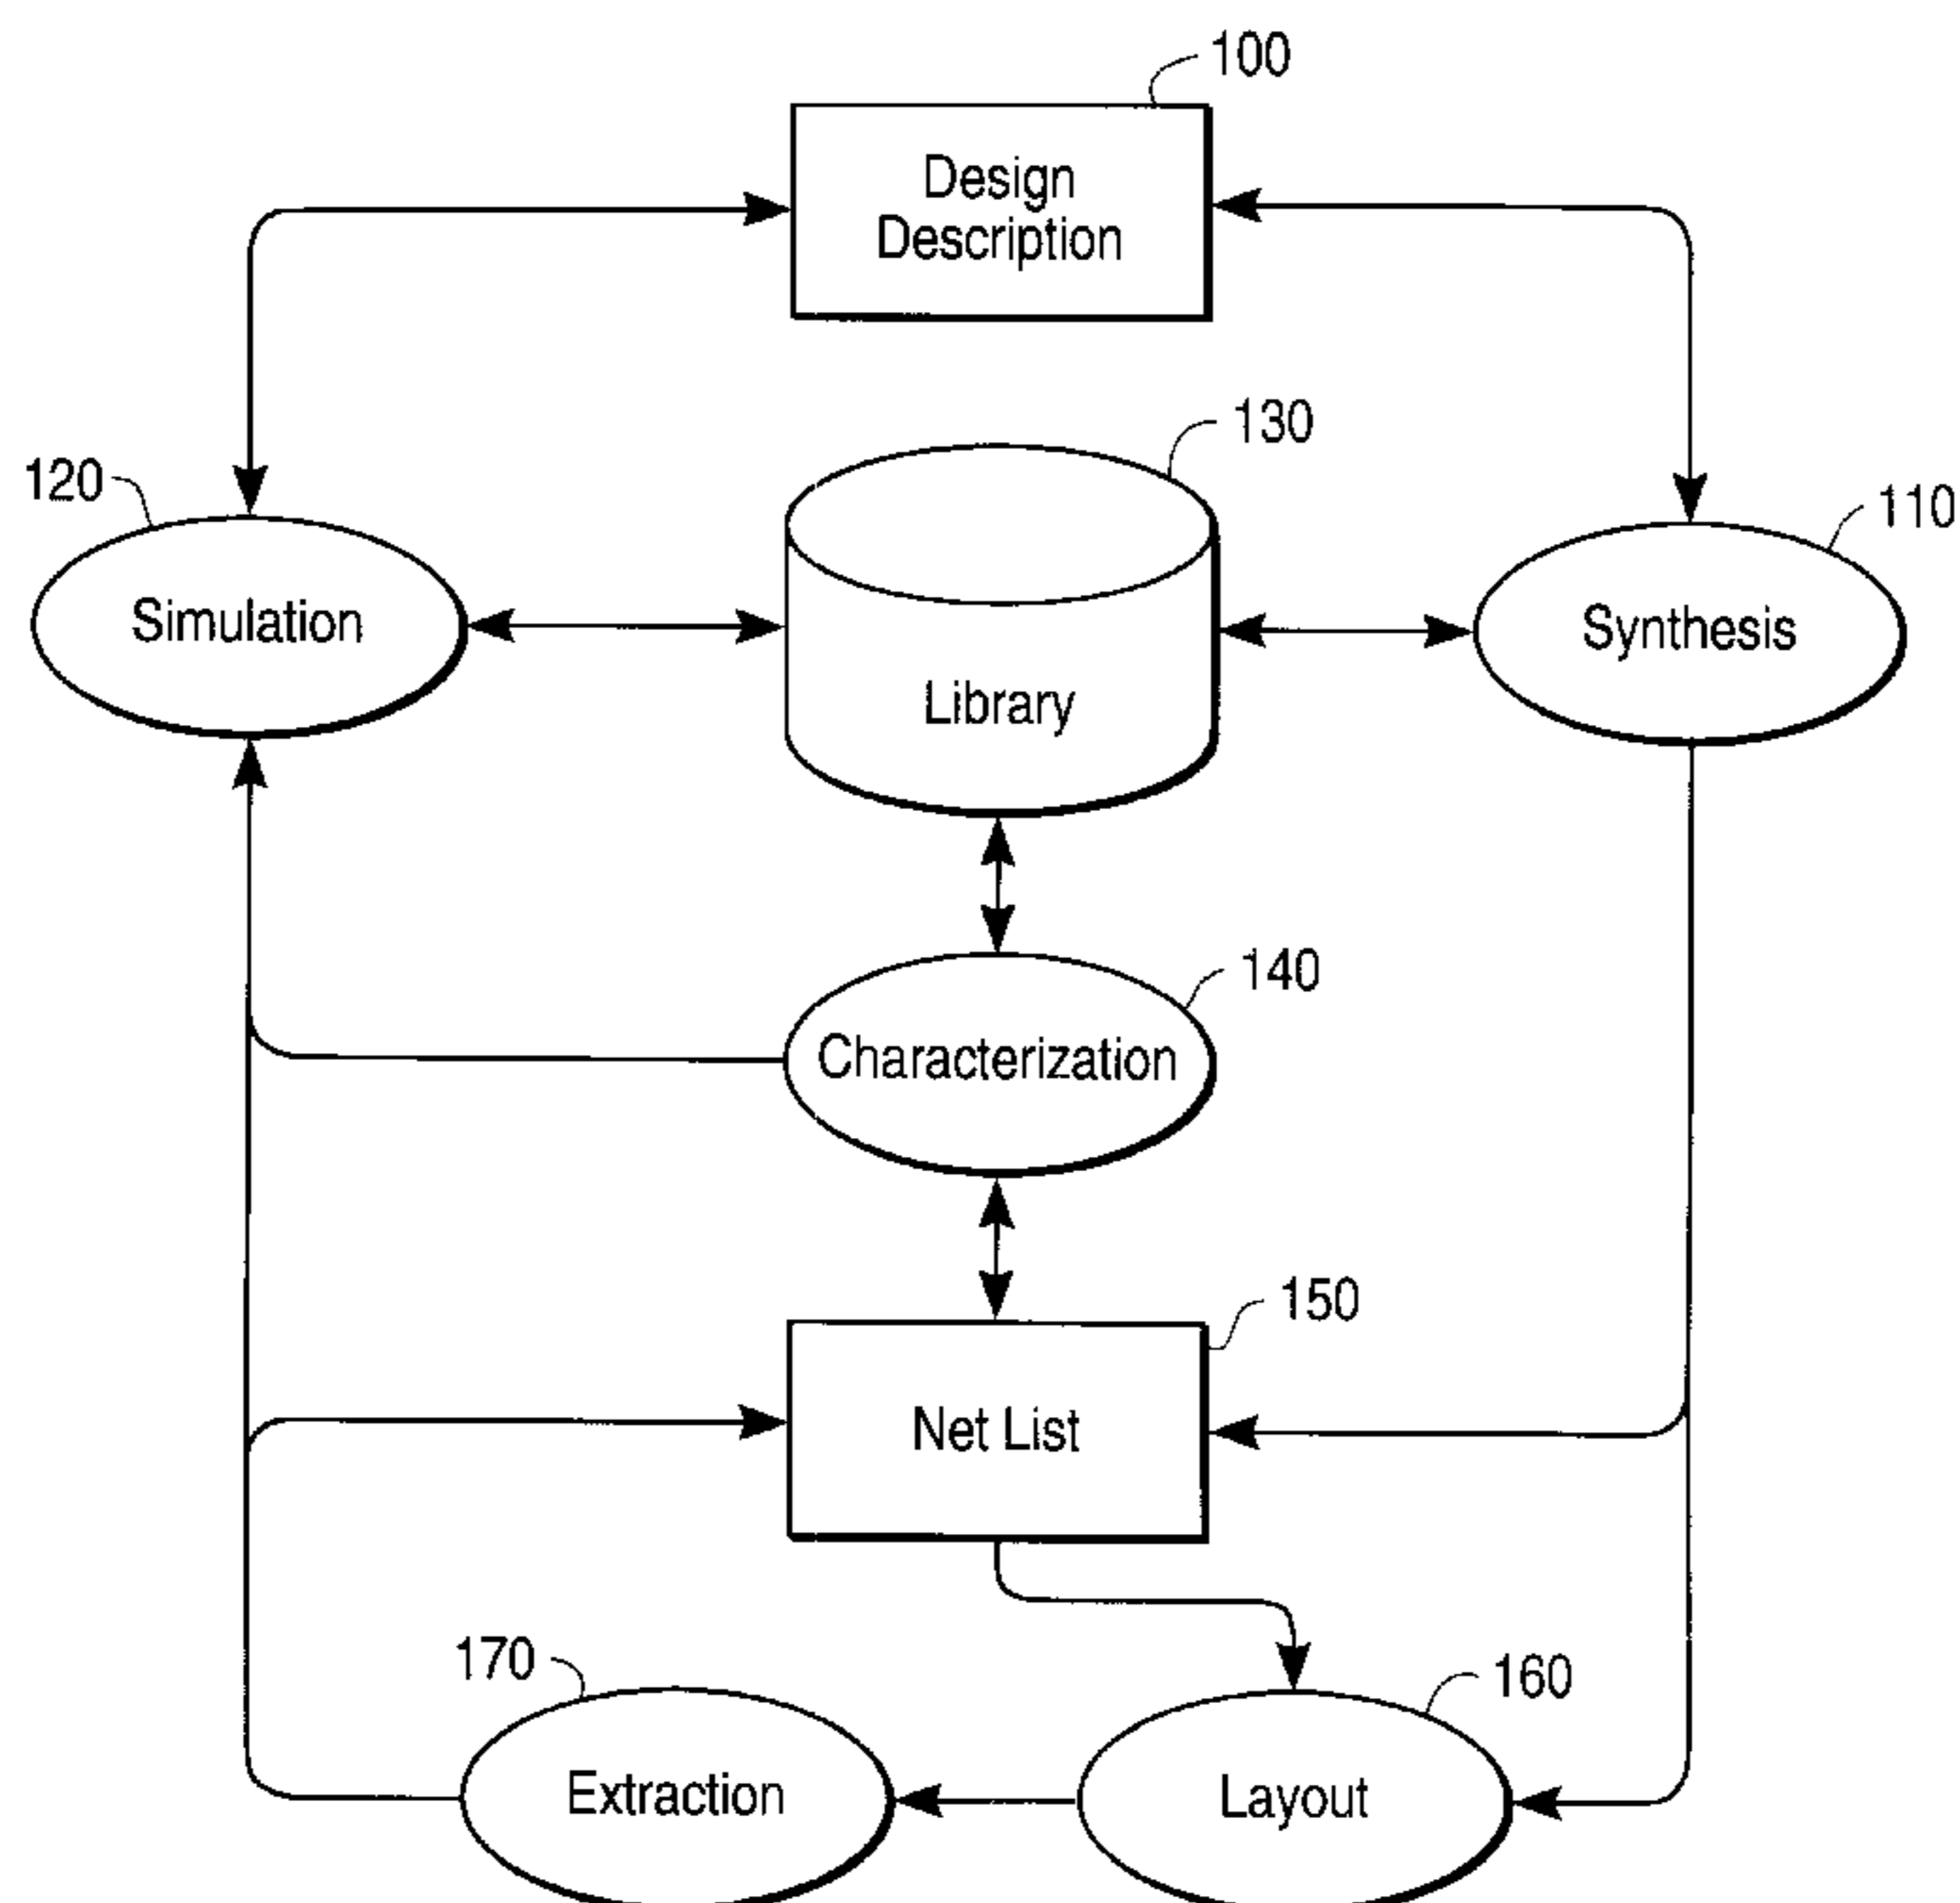 100
Design
Description
130
120
110
Simulation
Synthesis
Library
140
Characterization
150
Net List
170
160
Extraction
Layout